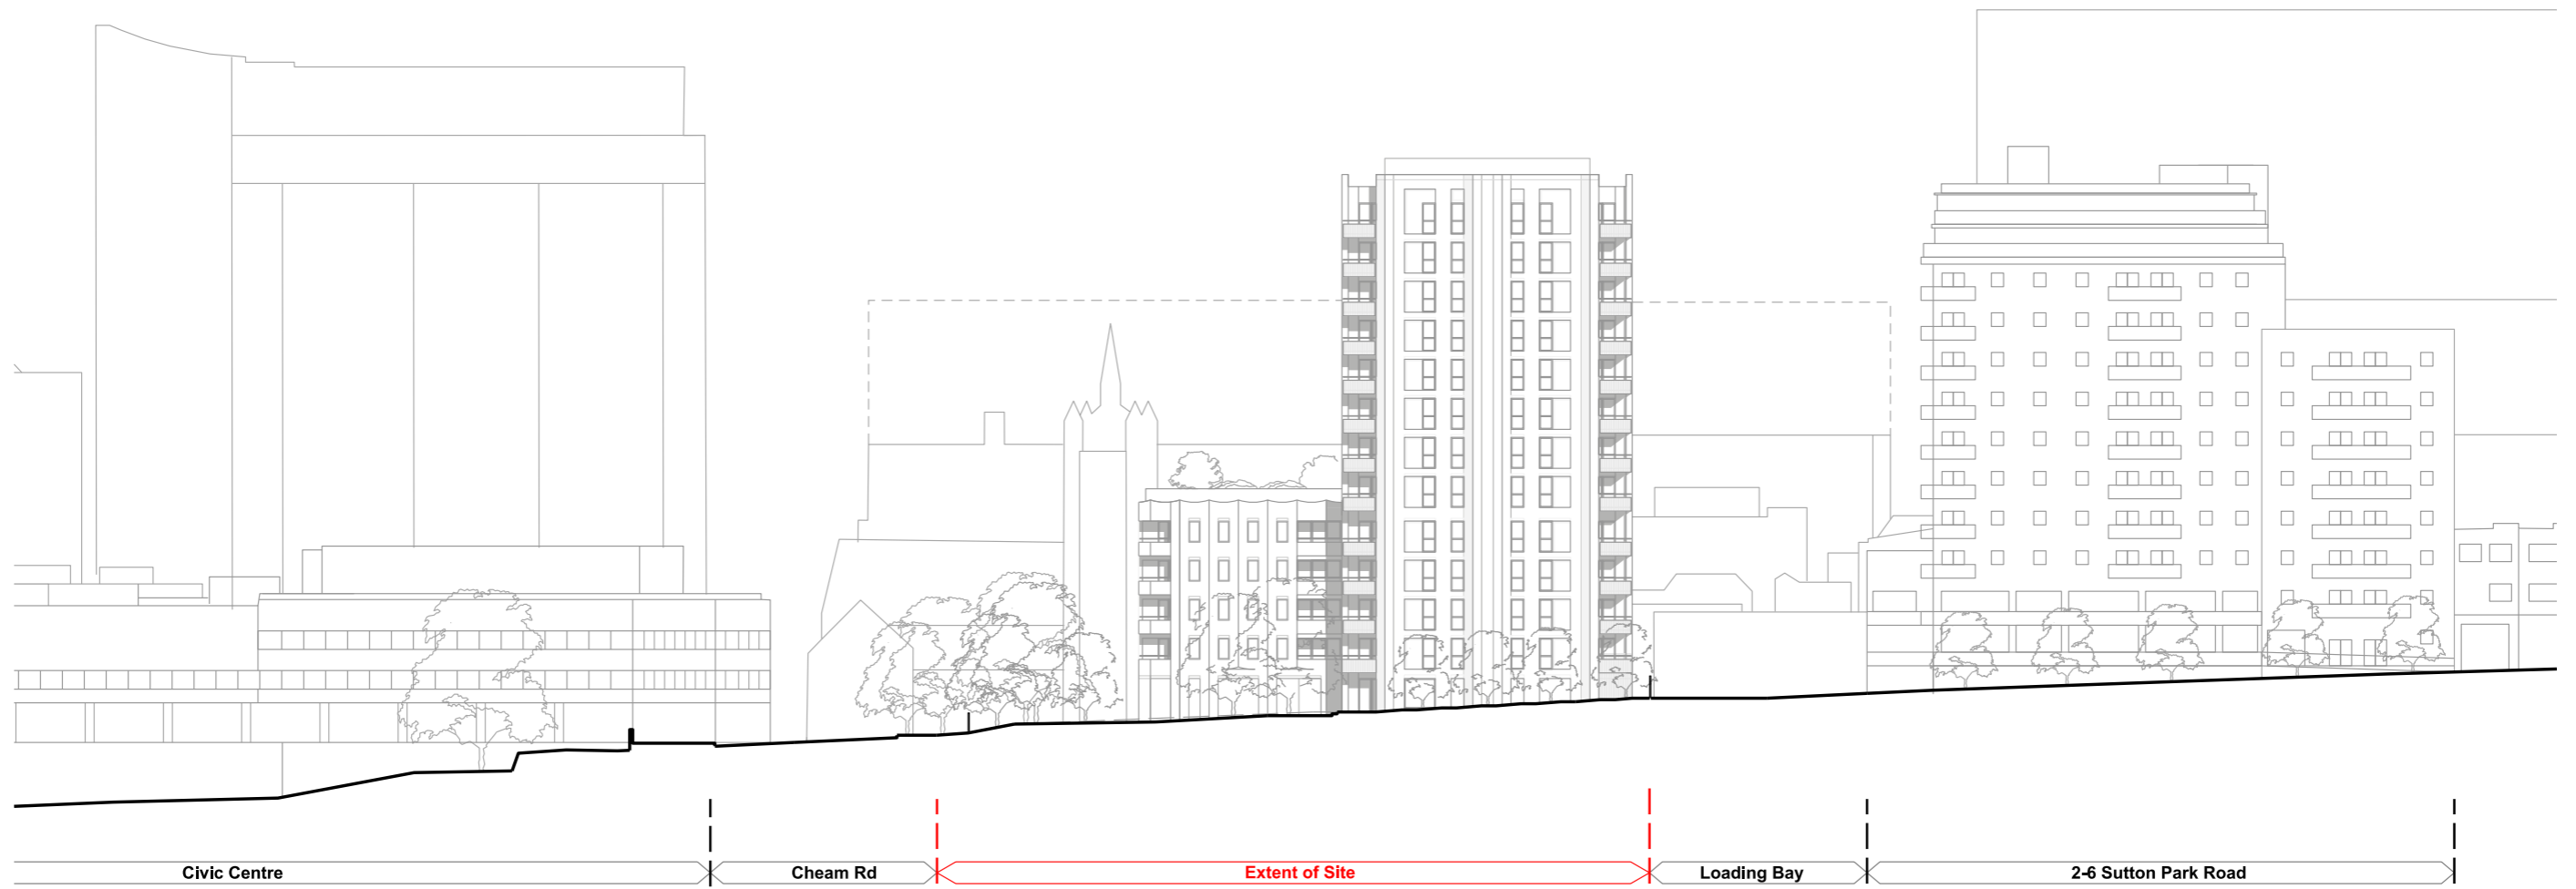 Civic Centre
Cheam Rd
Extent of Site
Loading Bay
2-6 Sutton Park Road